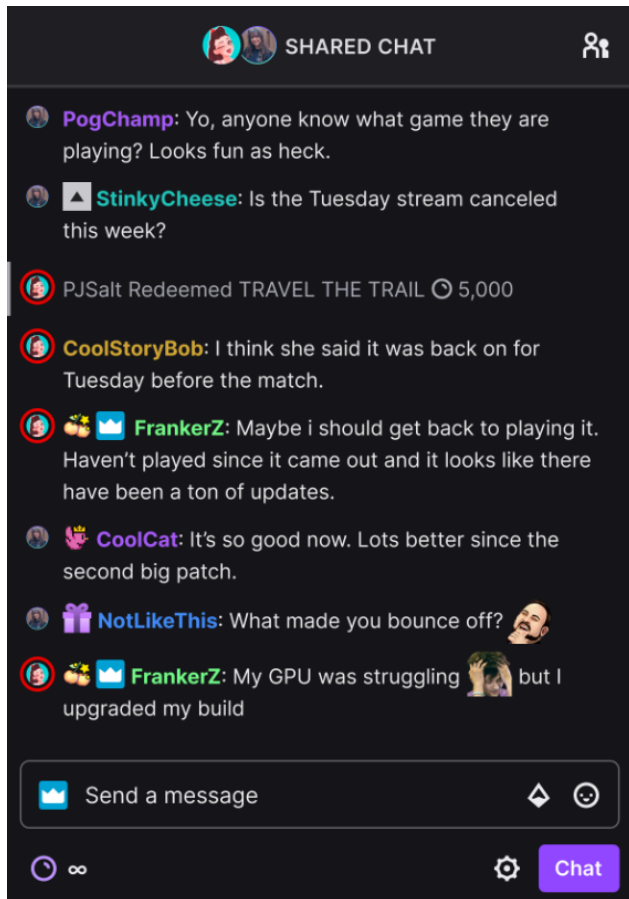 SHARED CHAT
PogChamp: Yo, anyone know what game they are
playing? Looks fun as heck.
StinkyCheese: Is the Tuesday stream canceled
this week?
PJSalt Redeemed TRAVEL THE TRAIL 5,000
CoolStoryBob: I think she said it was back on for
Tuesday before the match.
FrankerZ: Maybe i should get back to playing it.
Haven’t played since it came out and it looks like there
have been a ton of updates.
CoolCat: It’s so good now. Lots better since the
second big patch.
NotLikeThis: What made you bounce off?
FrankerZ: My GPU was struggling but I
upgraded my build
Send a message
∞
Chat